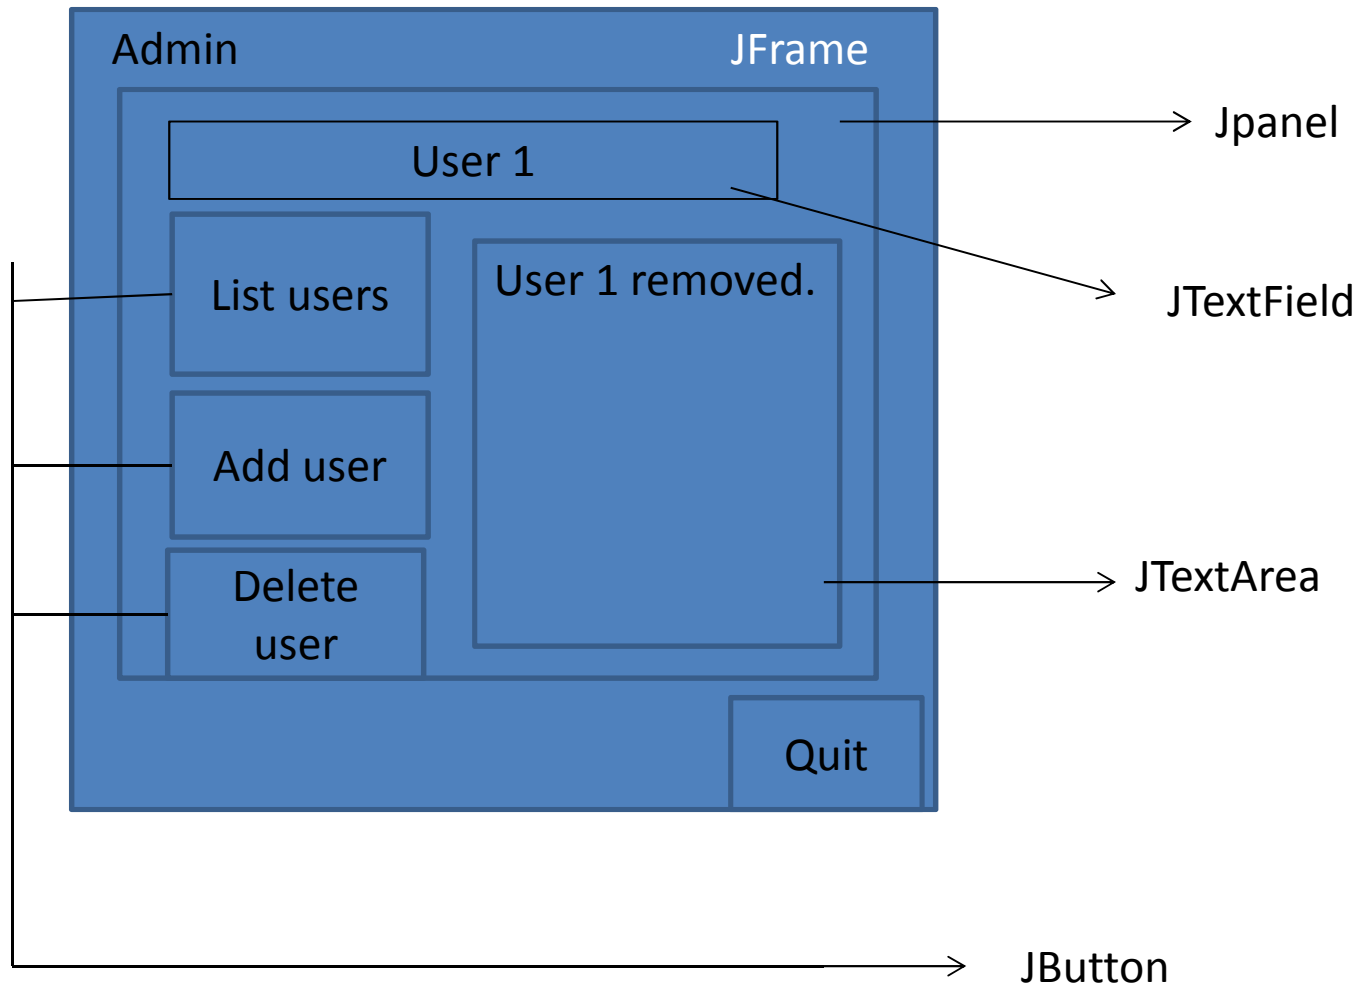 Admin
JFrame
Jpanel
User 1
JTextField
List users
User 1 removed.
Add user
Delete
user
JTextArea
Quit
JButton